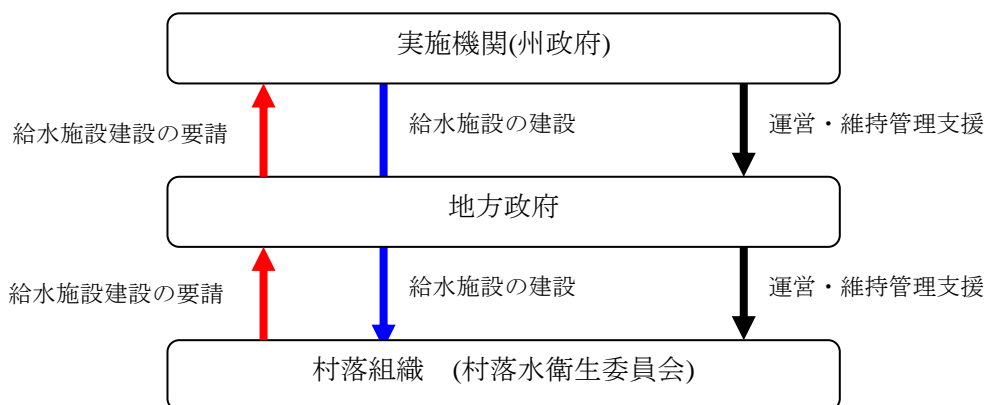 実施機関(州政府)
給水施設建設の要請
給水施設の建設
運営・維持管理支援
地方政府
給水施設建設の要請
給水施設の建設
運営・維持管理支援
村落組織　(村落水衛生委員会)